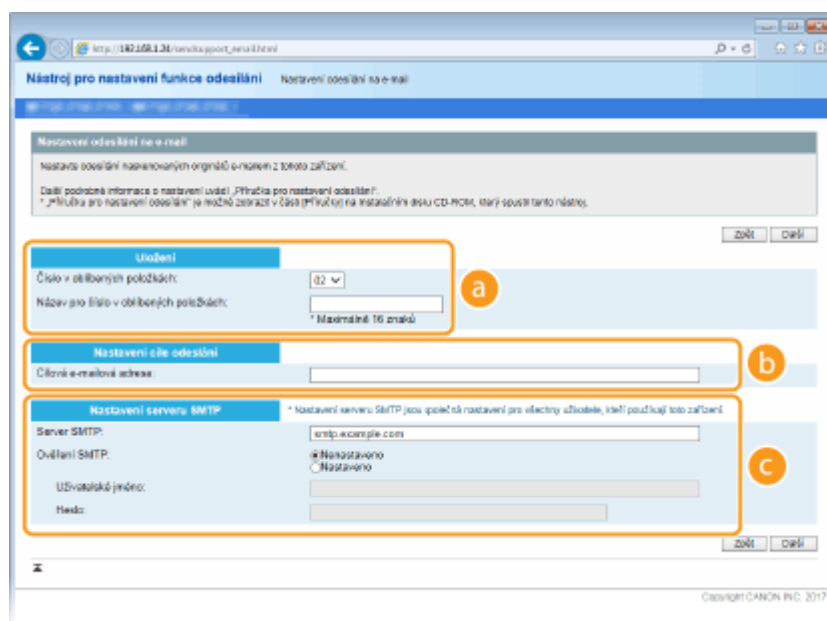 http://192.168.1.24/sendsupport_email.html
Nástroj pro nastavení funkce odesílání Nastavení odesílání na e-mail
Nastavení odesílání na e-mail
Nastavte odesílání naskenovaných originálů e-mailem z tohoto zařízení.
Další podrobné informace o nastavení uvádí „Příručka pro nastavení odesílání".
* „Příručku pro nastavení odesílání" je možné zobrazit v části [Příručky] na instalačním disku CD-ROM, který spustí tento nástroj.
Zpět Další
Uložení
Číslo v oblíbených položkách: 02
Název pro číslo v oblíbených položkách:
* Maximálně 16 znaků
a
Nastavení cíle odeslání
Cílová e-mailová adresa:
b
Nastavení serveru SMTP * Nastavení serveru SMTP jsou společná nastavení pro všechny uživatele, kteří používají toto zařízení.
Server SMTP: smtp.example.com
Ověření SMTP: Nenastaveno
Nastaveno
Uživatelské jméno:
Heslo:
c
Zpět Další
Copyright CANON INC. 2017